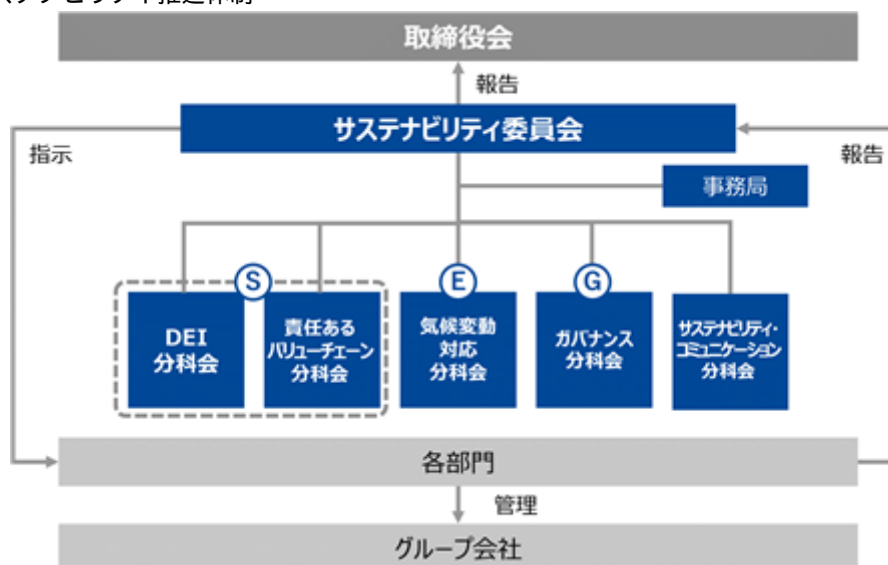 取締役会
報告
サステナビリティ委員会
指示
報告
事務局
S
E
G
DEI
分科会
責任ある
バリューチェーン
分科会
気候変動
対応
分科会
ガバナンス
分科会
サステナビリティ・
コミュニケーション
分科会
各部門
管理
グループ会社